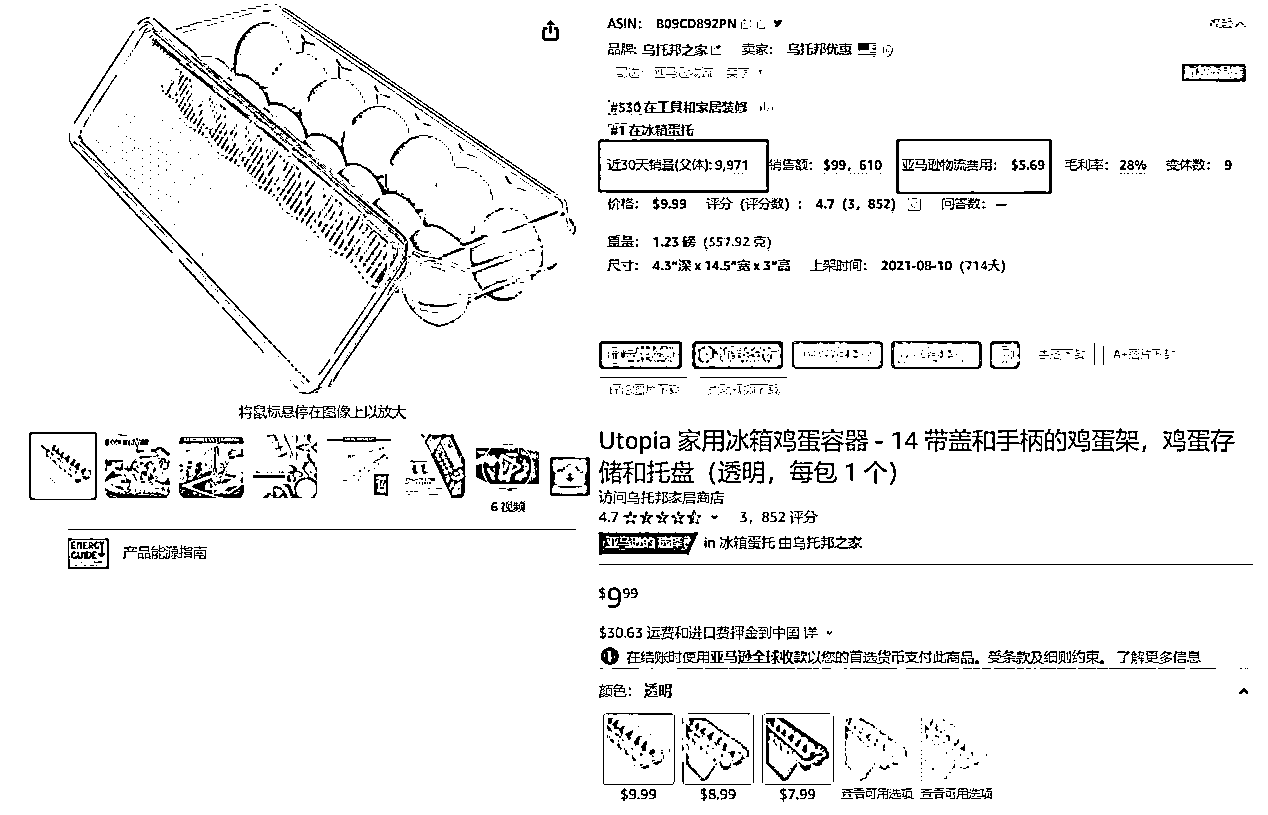 ASIN: B09CD892PN
品牌: 乌托邦之家 卖家: 乌托邦优惠
#530 在工具和家居装修
#1 在冰箱蛋托
近30天销量(父体): 9,971 销售额: $99, 610 亚马逊物流费用: $5.69 毛利率: 28% 变体数: 9
价格: $9.99 评分 (评分数) : 4.7 (3, 852) 问答数: —
重量: 1.23 磅 (557.92 克)
尺寸: 4.3"深 x 14.5"宽 x 3"高 上架时间: 2021-08-10 (714天)
A+图片下载
将鼠标悬停在图像上以放大
6 视频
ENERGY GUIDE
产品能源指南
Utopia 家用冰箱鸡蛋容器 - 14 带盖和手柄的鸡蛋架，鸡蛋存
储和托盘（透明，每包 1 个）
访问乌托邦家居商店
4.7 3, 852 评分
亚马逊的 选择 in 冰箱蛋托 由乌托邦之家
$9.99
$30.63 运费和进口费押金到中国 详
在结账时使用亚马逊全球收款以您的首选货币支付此商品。受条款及细则约束。 了解更多信息
颜色: 透明
$9.99 $8.99 $7.99 查看可用选项 查看可用选项